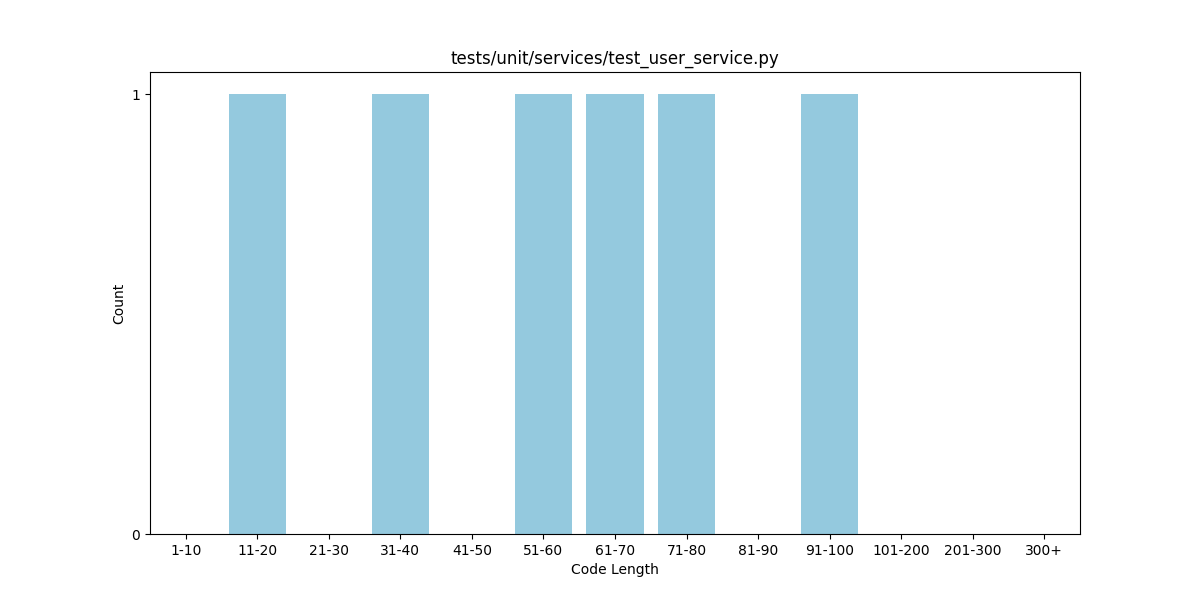 tests/unit/services/test_user_service.py
1
Count
0
1-10 11-20 21-30 31-40 41-50 51-60 61-70 71-80 81-90 91-100 101-200 201-300 300+
Code Length